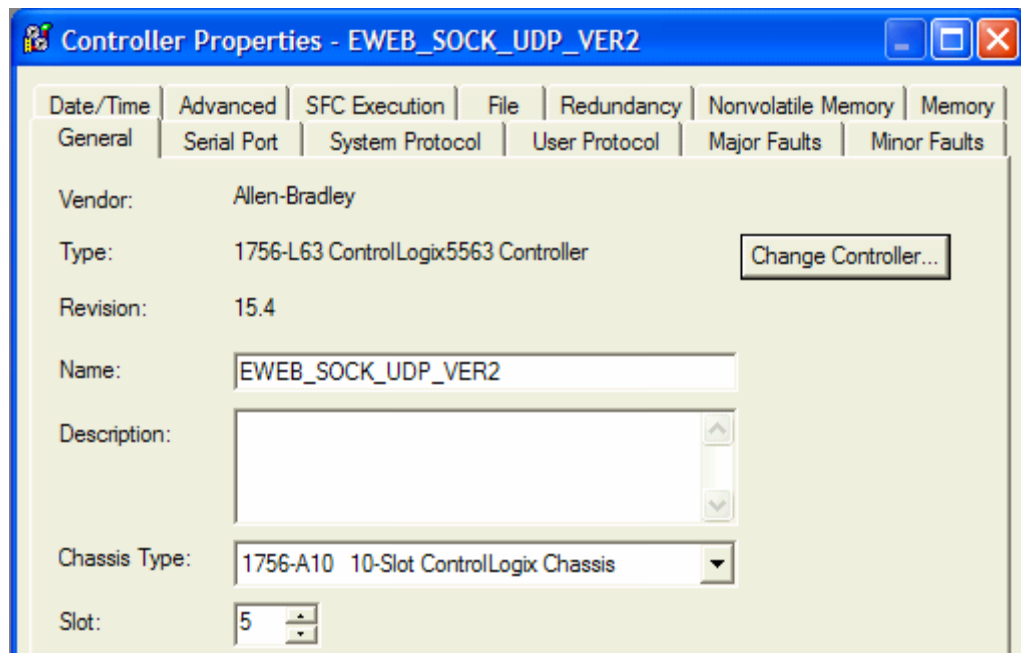 Controller Properties - EWEB_SOCK_UDP_VER2
Date/Time Advanced SFC Execution File Redundancy Nonvolatile Memory Memory
General Serial Port System Protocol User Protocol Major Faults Minor Faults
Vendor: Allen-Bradley
Type: 1756-L63 ControlLogix5563 Controller Change Controller...
Revision: 15.4
Name: EWEB_SOCK_UDP_VER2
Description:
Chassis Type: 1756-A10 10-Slot ControlLogix Chassis
Slot: 5